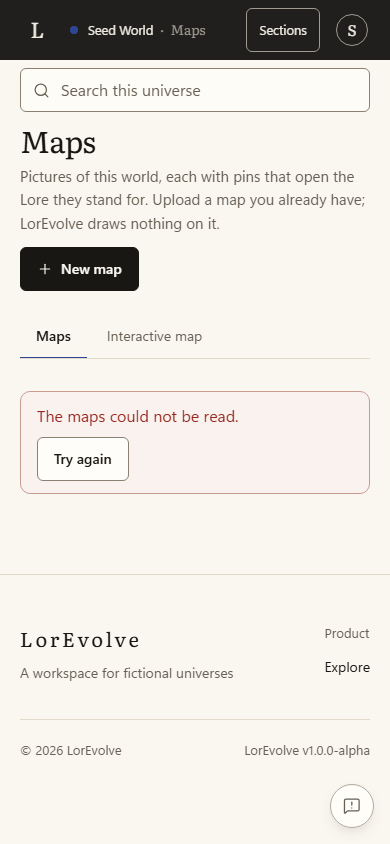 L
Seed World · Maps
Sections
S
Search this universe
Maps
Pictures of this world, each with pins that open the
Lore they stand for. Upload a map you already have;
LorEvolve draws nothing on it.
New map
Maps
Interactive map
The maps could not be read.
Try again
LorEvolve
A workspace for fictional universes
Product
Explore
© 2026 LorEvolve
LorEvolve v1.0.0-alpha